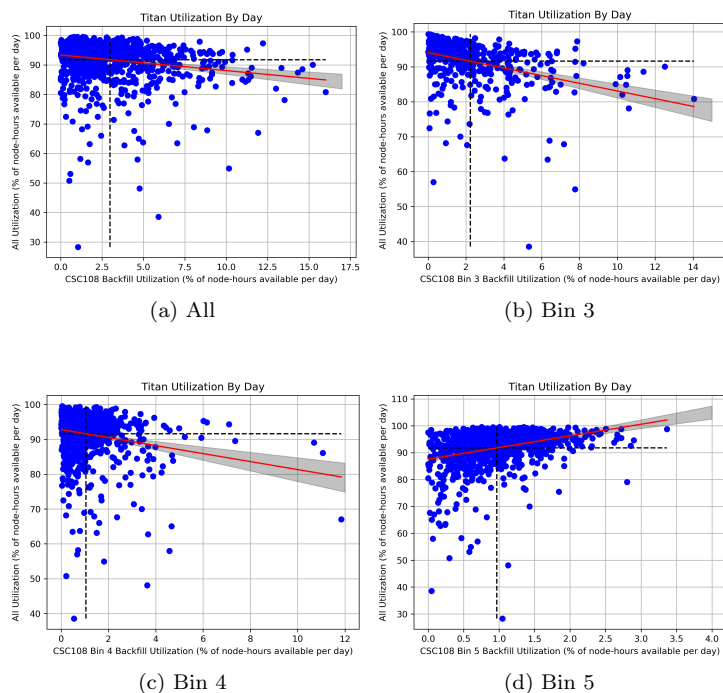 Titan Utilization By Day
All Utilization (% of node-hours available per day)
100
90
80
70
60
50
40
30
0.0 2.5 5.0 7.5 10.0 12.5 15.0 17.5
CSC108 Backfill Utilization (% of node-hours available per day)
(a) All
Titan Utilization By Day
All Utilization (% of node-hours available per day)
100
90
80
70
60
50
40
0 2 4 6 8 10 12 14
CSC108 Bin 3 Backfill Utilization (% of node-hours available per day)
(b) Bin 3
Titan Utilization By Day
All Utilization (% of node-hours available per day)
100
90
80
70
60
50
40
0 2 4 6 8 10 12
CSC108 Bin 4 Backfill Utilization (% of node-hours available per day)
(c) Bin 4
Titan Utilization By Day
All Utilization (% of node-hours available per day)
110
100
90
80
70
60
50
40
30
0.0 0.5 1.0 1.5 2.0 2.5 3.0 3.5 4.0
CSC108 Bin 5 Backfill Utilization (% of node-hours available per day)
(d) Bin 5